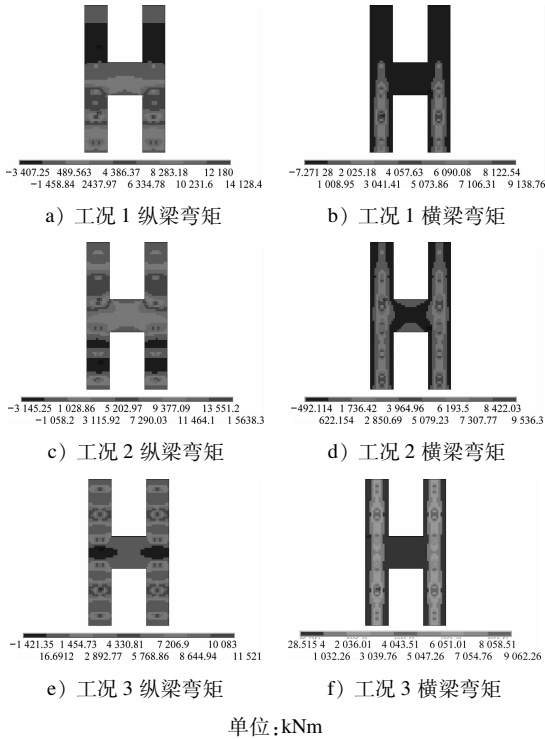 −3 407.25 489.563 4 386.37 8 283.18 12 180
−1 458.84 2437.97 6 334.78 10 231.6 14 128.4
a）工况 1 纵梁弯矩
-7.271 28 2 025.18 4 057.63 6 090.08 8 122.54
1 008.95 3 041.41 5 073.86 7 106.31 9 138.76
b）工况 1 横梁弯矩
−3 145.25 1 028.86 5 202.97 9 377.09 13 551.2
−1 058.2 3 115.92 7 290.03 11 464.1 1 5638.3
c）工况 2 纵梁弯矩
−492.114 1 736.42 3 964.96 6 193.5 8 422.03
622.154 2 850.69 5 079.23 7 307.77 9 536.3
d）工况 2 横梁弯矩
−1 421.35 1 454.73 4 330.81 7 206.9 10 083
16.6912 2 892.77 5 768.86 8 644.94 11 521
e）工况 3 纵梁弯矩
28.515 4 2 036.01 4 043.51 6 051.01 8 058.51
1 032.26 3 039.76 5 047.26 7 054.76 9 062.26
f）工况 3 横梁弯矩
单位:kNm